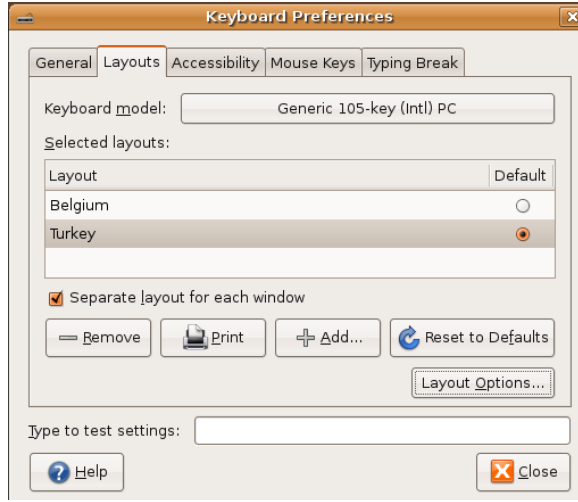 Keyboard Preferences
General Layouts Accessibility Mouse Keys Typing Break
Keyboard model: Generic 105-key (Intl) PC
Selected layouts:
Layout Default
Belgium
Turkey
Separate layout for each window
Remove Print Add... Reset to Defaults
Layout Options...
Type to test settings:
Help Close